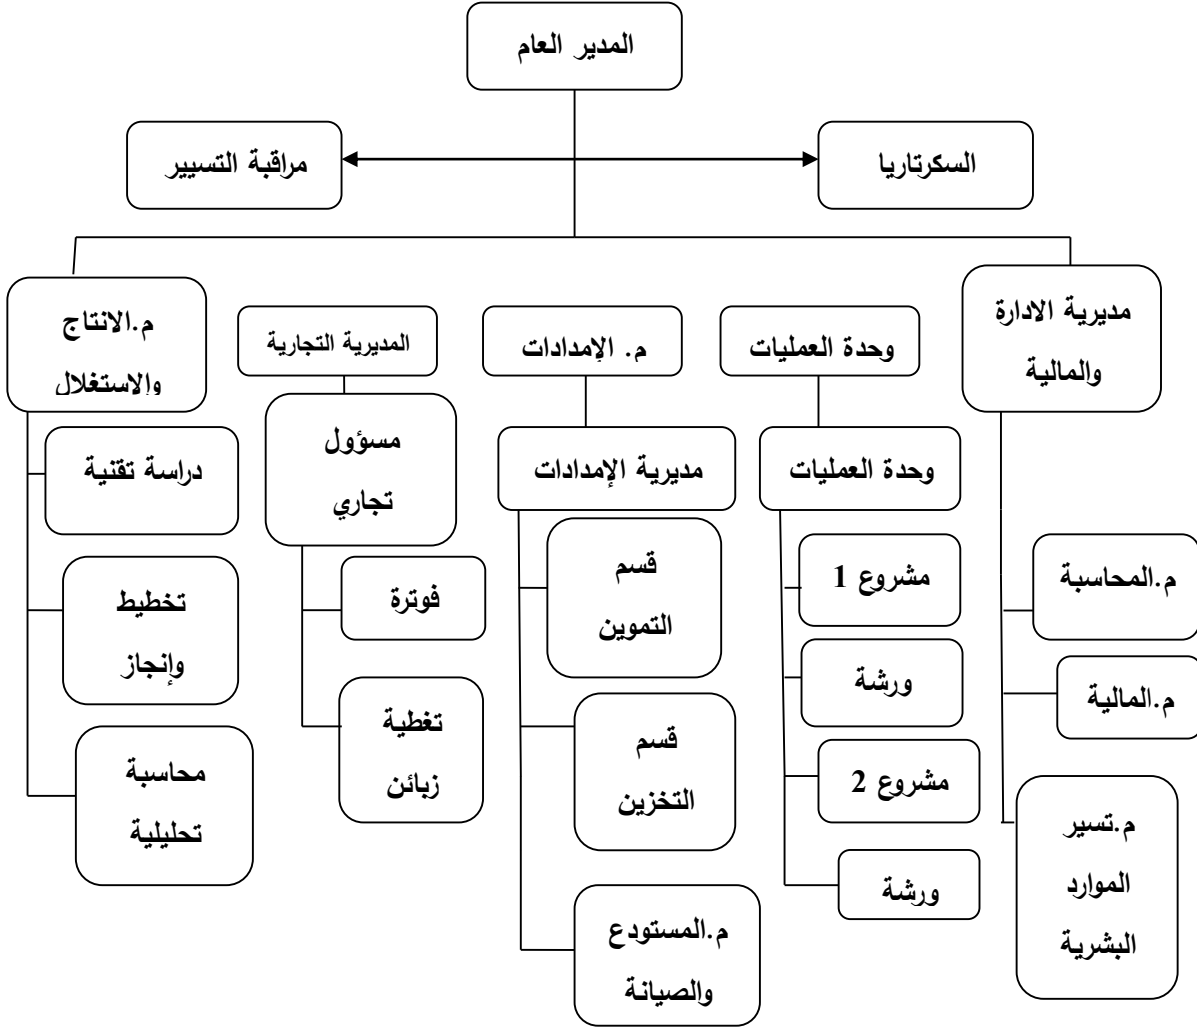 المدير العام
السكرتاريا
مراقبة التسيير
مديرية الادارة
والمالية
وحدة العمليات
م. الإمدادات
المديرية التجارية
م.الانتاج
والاستغلال
م.المحاسبة
م.المالية
م.تسير
الموارد
البشرية
وحدة العمليات
مشروع 1
ورشة
مشروع 2
ورشة
مديرية الإمدادات
قسم
التموين
قسم
التخزين
م.المستودع
والصيانة
مسؤول
تجاري
فوترة
تغطية
زبائن
دراسة تقنية
تخطيط
وإنجاز
محاسبة
تحليلية